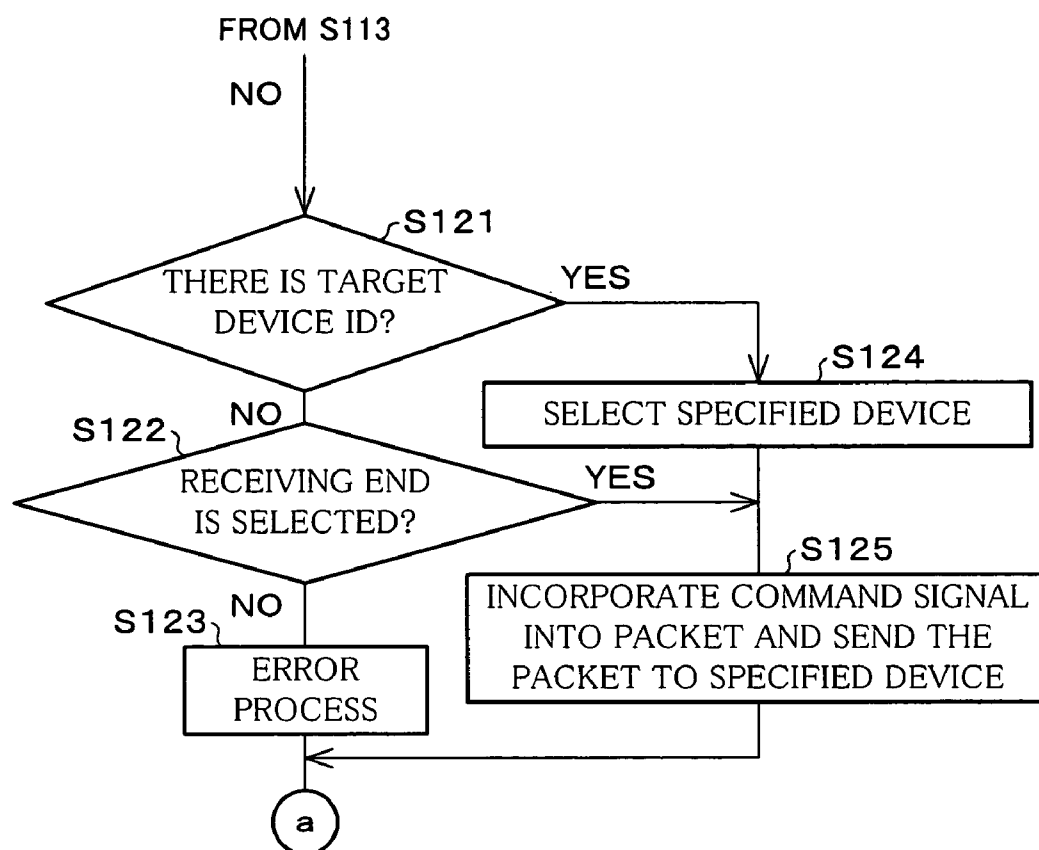 FROM S113
NO
S121
THERE IS TARGET
DEVICE ID?
YES
S124
SELECT SPECIFIED DEVICE
NO
S122
RECEIVING END
IS SELECTED?
YES
S125
INCORPORATE COMMAND SIGNAL
INTO PACKET AND SEND THE
PACKET TO SPECIFIED DEVICE
NO
S123
ERROR
PROCESS
a